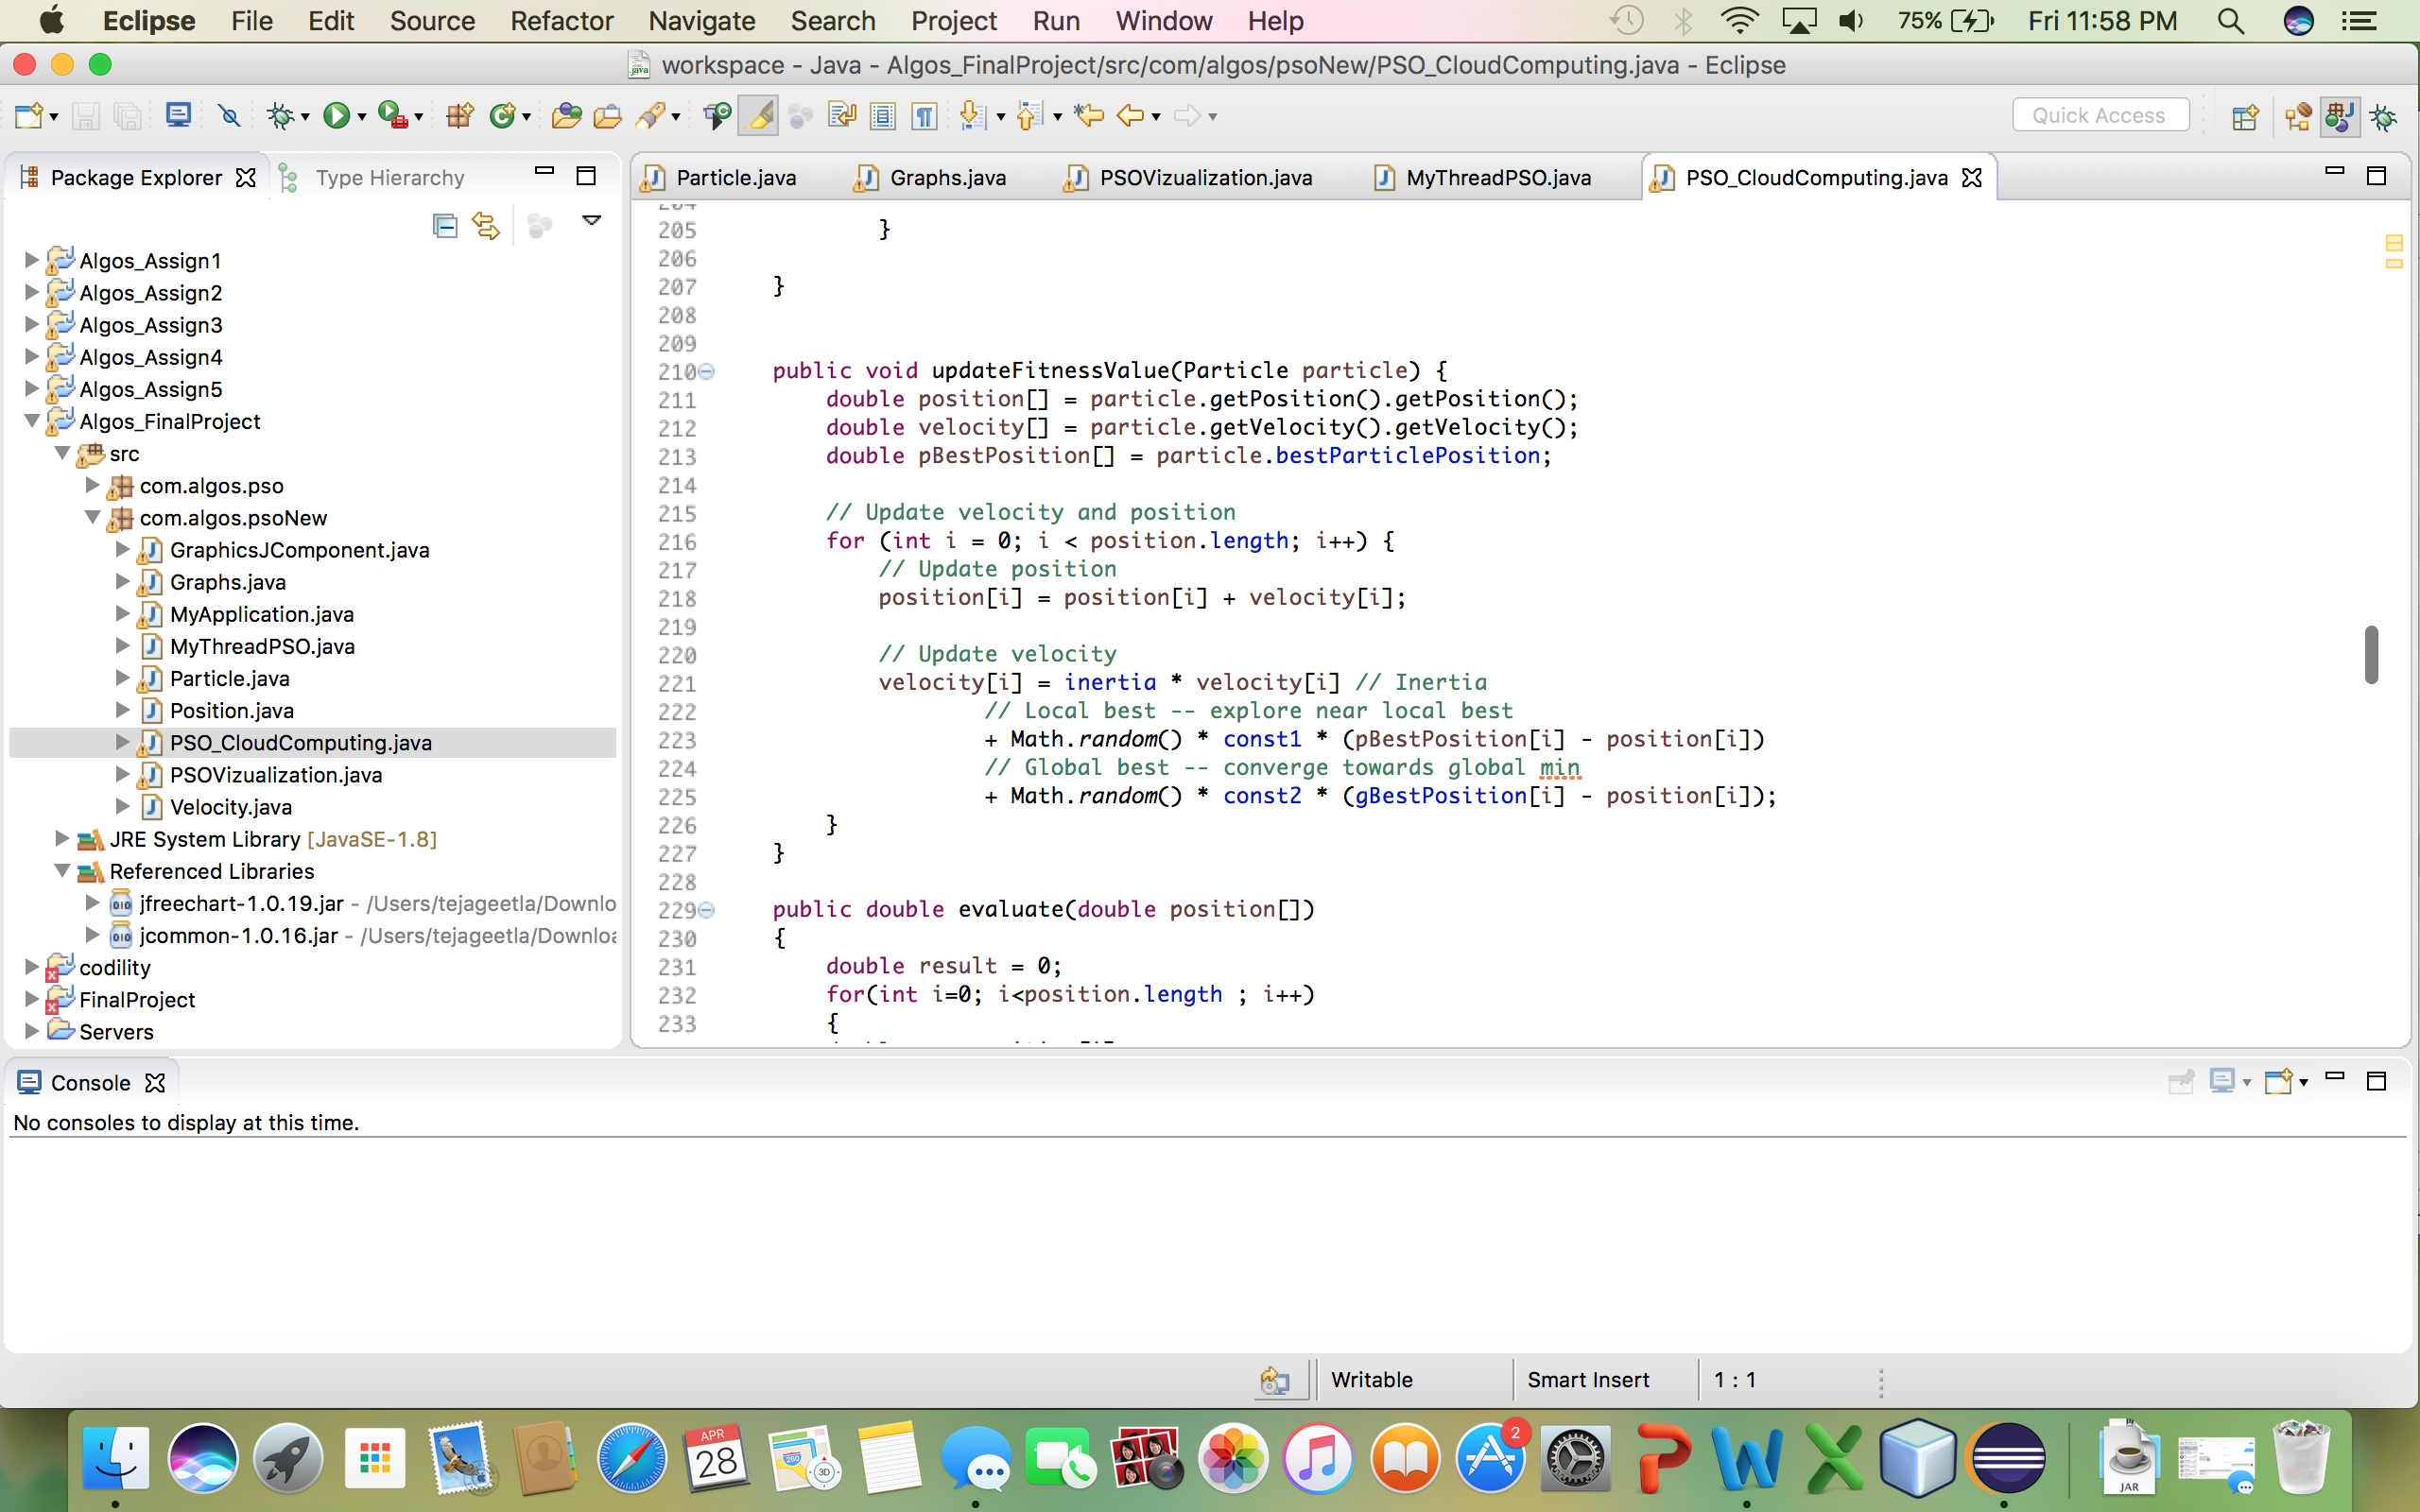 Eclipse File Edit Source Refactor Navigate Search Project Run Window Help 75% Fri 11:58 PM
workspace - Java - Algos_FinalProject/src/com/algos/psoNew/PSO_CloudComputing.java - Eclipse
Quick Access
Package Explorer Type Hierarchy
Algos_Assign1
Algos_Assign2
Algos_Assign3
Algos_Assign4
Algos_Assign5
Algos_FinalProject
src
com.algos.pso
com.algos.psoNew
GraphicsJComponent.java
Graphs.java
MyApplication.java
MyThreadPSO.java
Particle.java
Position.java
PSO_CloudComputing.java
PSOVizualization.java
Velocity.java
JRE System Library [JavaSE-1.8]
Referenced Libraries
jfreechart-1.0.19.jar - /Users/tejageetla/Downlo
jcommon-1.0.16.jar - /Users/tejageetla/Downloa
codility
FinalProject
Servers
Particle.java Graphs.java PSOVizualization.java MyThreadPSO.java PSO_CloudComputing.java
204
205 }
206
207 }
208
209
210 public void updateFitnessValue(Particle particle) {
211 double position[] = particle.getPosition().getPosition();
212 double velocity[] = particle.getVelocity().getVelocity();
213 double pBestPosition[] = particle.bestParticlePosition;
214
215 // Update velocity and position
216 for (int i = 0; i < position.length; i++) {
217 // Update position
218 position[i] = position[i] + velocity[i];
219
220 // Update velocity
221 velocity[i] = inertia * velocity[i] // Inertia
222 // Local best -- explore near local best
223 + Math.random() * const1 * (pBestPosition[i] - position[i])
224 // Global best -- converge towards global min
225 + Math.random() * const2 * (gBestPosition[i] - position[i]);
226 }
227 }
228
229 public double evaluate(double position[])
230 {
231 double result = 0;
232 for(int i=0; i<position.length ; i++)
233 {
Console
No consoles to display at this time.
Writable Smart Insert 1 : 1
APR
28
280
3D
2
JAR